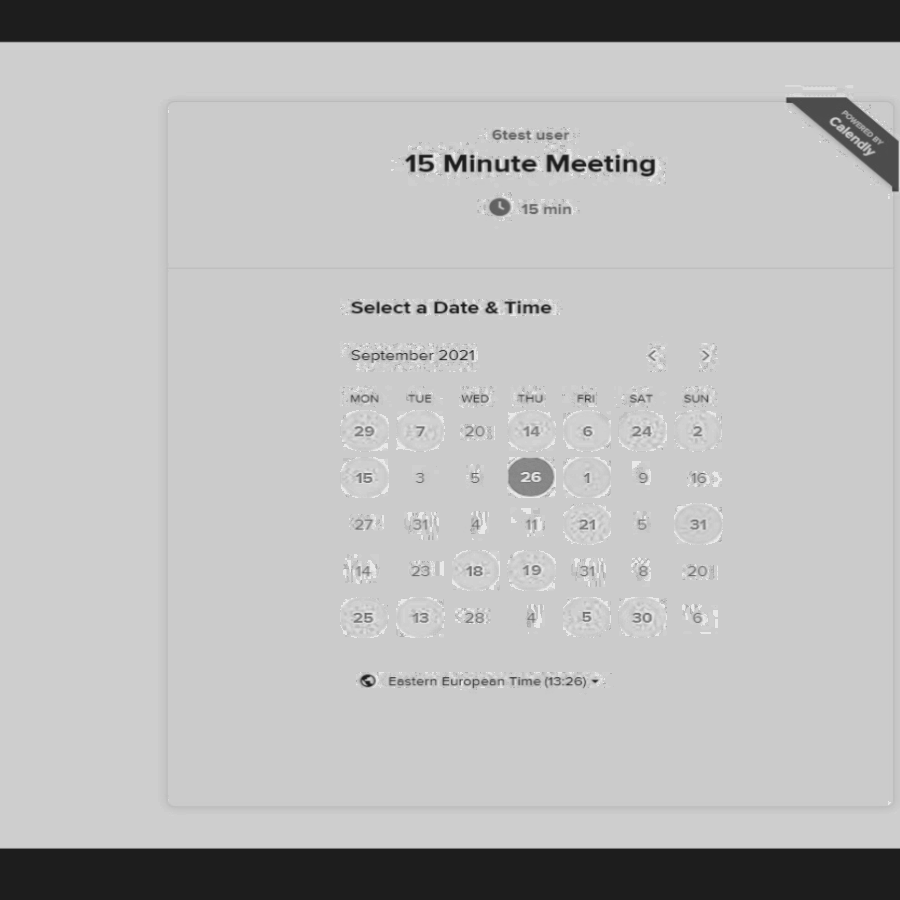 POWERED BY
Calendly
6test user
15 Minute Meeting
15 min
Select a Date & Time
September 2021
MON TUE WED THU FRI SAT SUN
29 7 20 14 6 24 2
15 3 5 26 1 9 16
27 31 4 11 21 5 31
14 23 18 19 31 8 20
25 13 28 4 5 30 6
Eastern European Time (13:26)